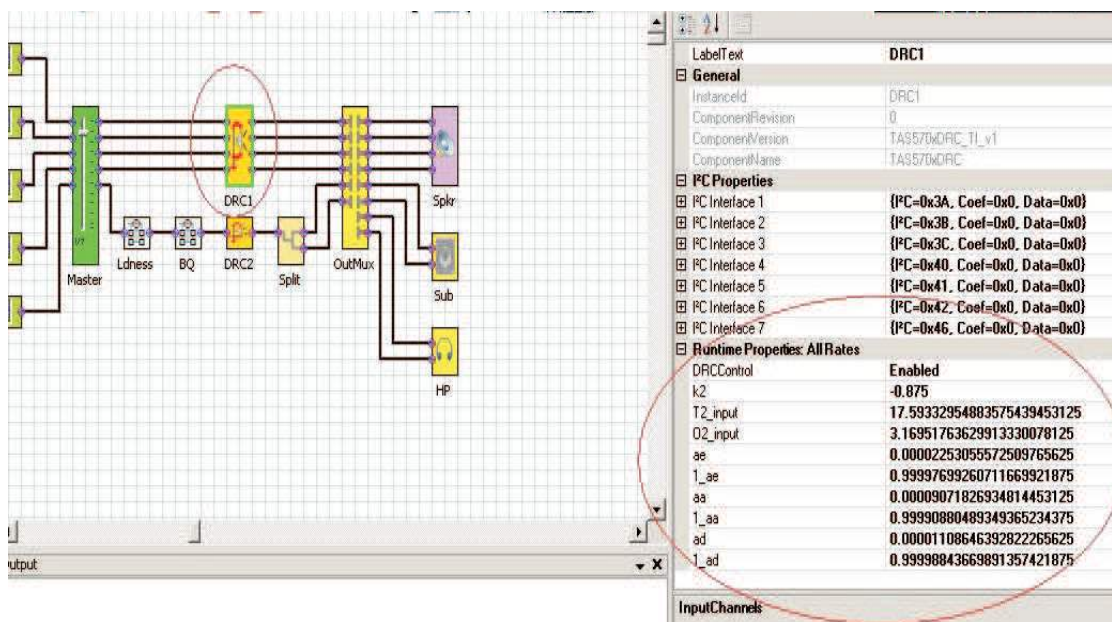 LabelText DRC1
General
InstanceId DRC1
ComponentRevision 0
ComponentVersion TAS570xDRC_TI_v1
ComponentName TAS570xDRC
I²C Properties
I²C Interface 1 {I²C=0x3A, Coef=0x0, Data=0x0}
I²C Interface 2 {I²C=0x3B, Coef=0x0, Data=0x0}
I²C Interface 3 {I²C=0x3C, Coef=0x0, Data=0x0}
I²C Interface 4 {I²C=0x40, Coef=0x0, Data=0x0}
I²C Interface 5 {I²C=0x41, Coef=0x0, Data=0x0}
I²C Interface 6 {I²C=0x42, Coef=0x0, Data=0x0}
I²C Interface 7 {I²C=0x46, Coef=0x0, Data=0x0}
Runtime Properties: All Rates
DRCControl Enabled
k2 -0.875
T2_input 17.59332954883575439453125
O2_input 3.16951763629913330078125
ae 0.00002253055572509765625
1_ae 0.99997699260711669921875
aa 0.00009071826934814453125
1_aa 0.99990880489349365234375
ad 0.00001108646392822265625
1_ad 0.99998843669891357421875
InputChannels
DRC1
Spkr
Master
Ldness
BQ
DRC2
Split
OutMux
Sub
HP
utput